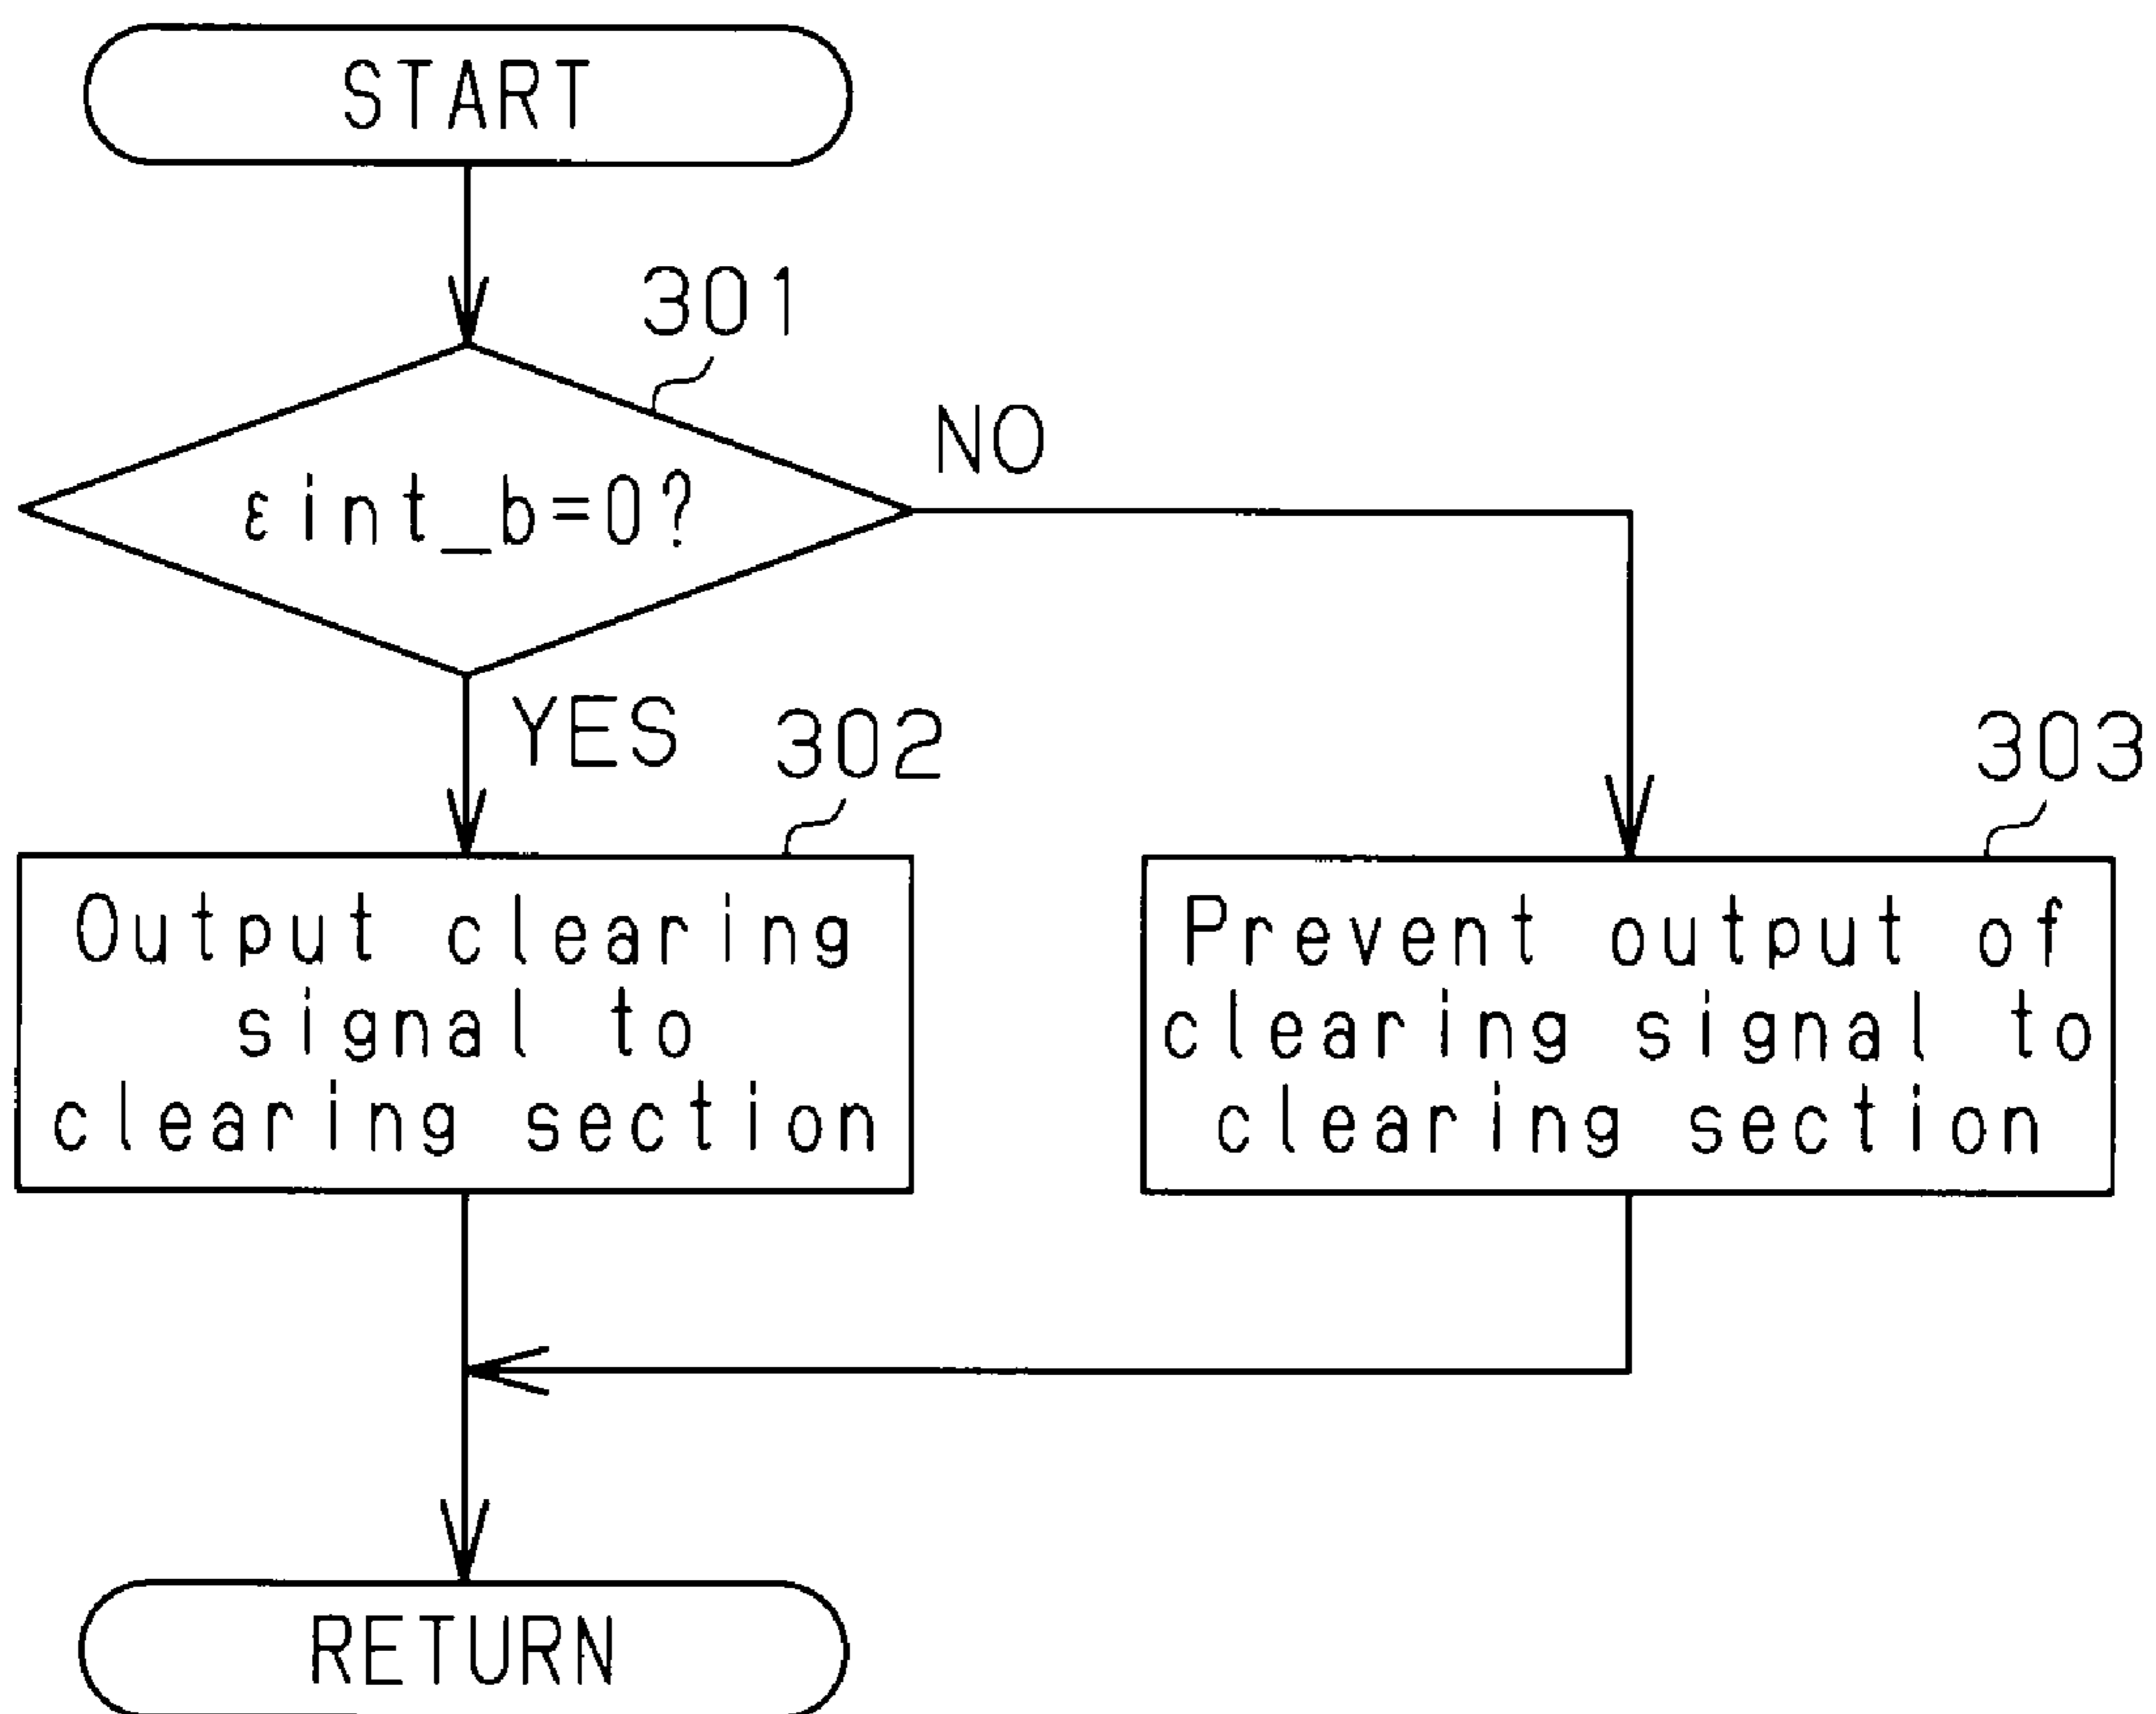 START
301
εint_b=0?
NO
YES
302
303
Output clearing
signal to
clearing section
Prevent output of
clearing signal to
clearing section
RETURN